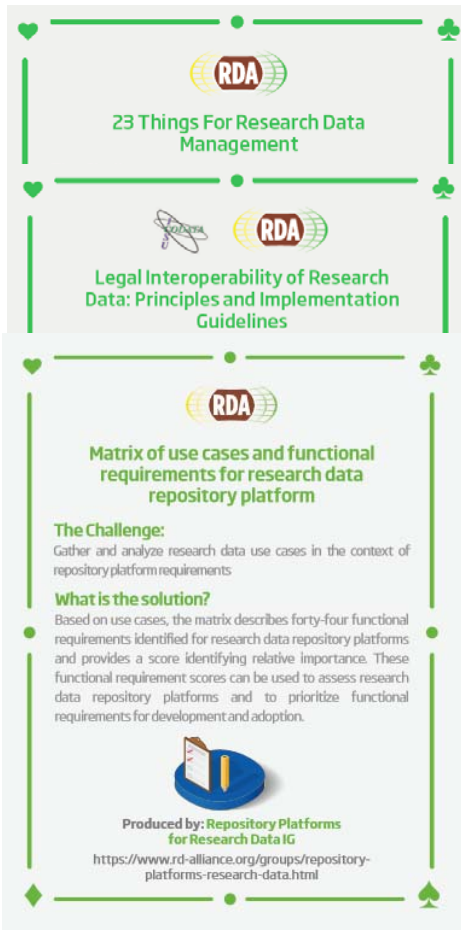 RDA
23 Things For Research Data
Management
CODATA
RDA
Legal Interoperability of Research
Data: Principles and Implementation
Guidelines
RDA
Matrix of use cases and functional
requirements for research data
repository platform
The Challenge:
Gather and analyze research data use cases in the context of
repository platform requirements
What is the solution?
Based on use cases, the matrix describes forty-four functional
requirements identified for research data repository platforms
and provides a score identifying relative importance. These
functional requirement scores can be used to assess research
data repository platforms and to prioritize functional
requirements for development and adoption.
Produced by: Repository Platforms
for Research Data IG
https://www.rd-alliance.org/groups/repository-
platforms-research-data.html